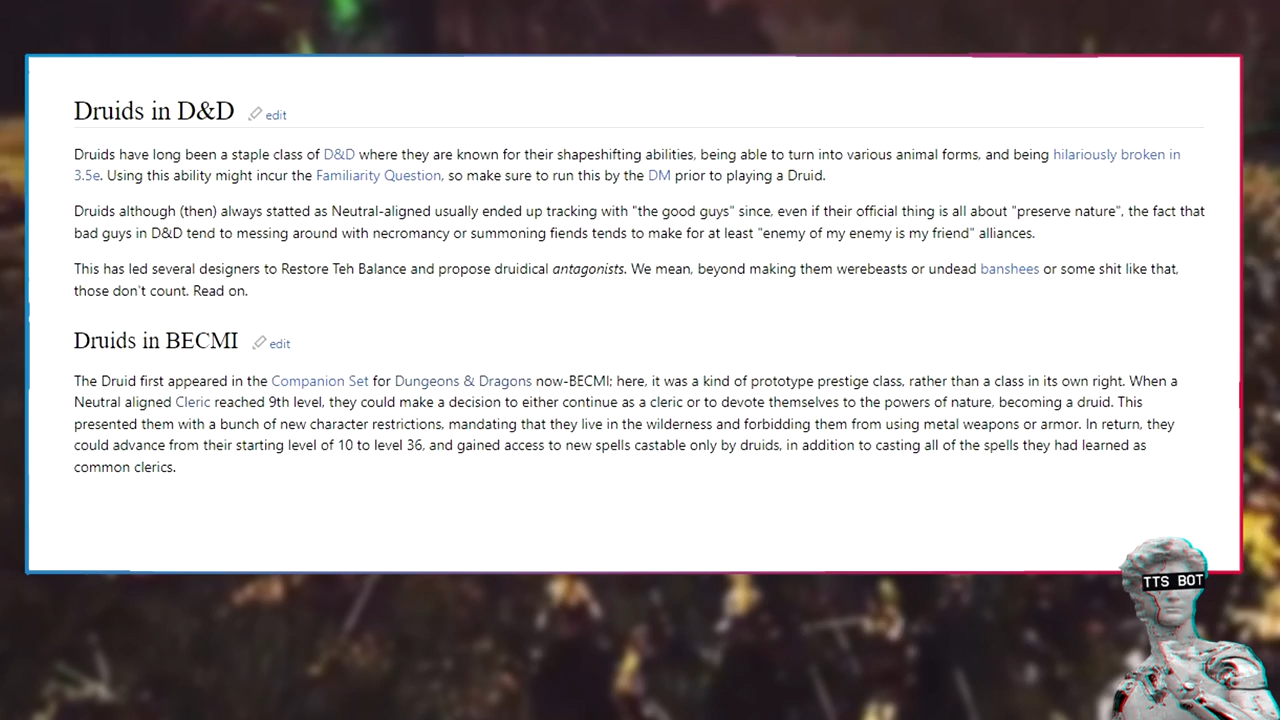 Druids in D&D edit
Druids have long been a staple class of D&D where they are known for their shapeshifting abilities, being able to turn into various animal forms, and being hilariously broken in
3.5e. Using this ability might incur the Familiarity Question, so make sure to run this by the DM prior to playing a Druid.
Druids although (then) always statted as Neutral-aligned usually ended up tracking with "the good guys" since, even if their official thing is all about "preserve nature", the fact that
bad guys in D&D tend to messing around with necromancy or summoning fiends tends to make for at least "enemy of my enemy is my friend" alliances.
This has led several designers to Restore Teh Balance and propose druidical antagonists. We mean, beyond making them werebeasts or undead banshees or some shit like that,
those don't count. Read on.
Druids in BECMI edit
The Druid first appeared in the Companion Set for Dungeons & Dragons now-BECMI; here, it was a kind of prototype prestige class, rather than a class in its own right. When a
Neutral aligned Cleric reached 9th level, they could make a decision to either continue as a cleric or to devote themselves to the powers of nature, becoming a druid. This
presented them with a bunch of new character restrictions, mandating that they live in the wilderness and forbidding them from using metal weapons or armor. In return, they
could advance from their starting level of 10 to level 36, and gained access to new spells castable only by druids, in addition to casting all of the spells they had learned as
common clerics.
TTS BOT